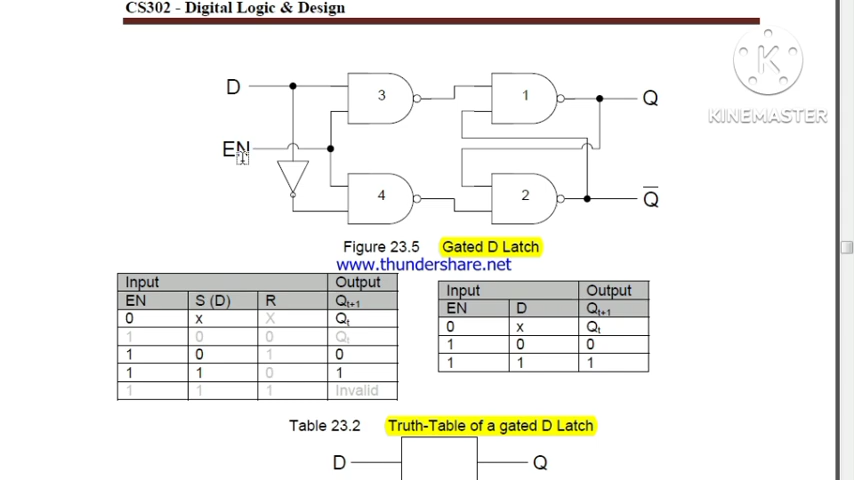 CS302 - Digital Logic & Design
KINEMASTER
D
3
1
Q
EN
4
2
Q̅
Figure 23.5 Gated D Latch
www.thundershare.net
Input Output
EN S (D) R Qt+1
0 x X Qt
1 0 0 Qt
1 0 1 0
1 1 0 1
1 1 1 Invalid
Input Output
EN D Qt+1
0 x Qt
1 0 0
1 1 1
Table 23.2 Truth-Table of a gated D Latch
D Q